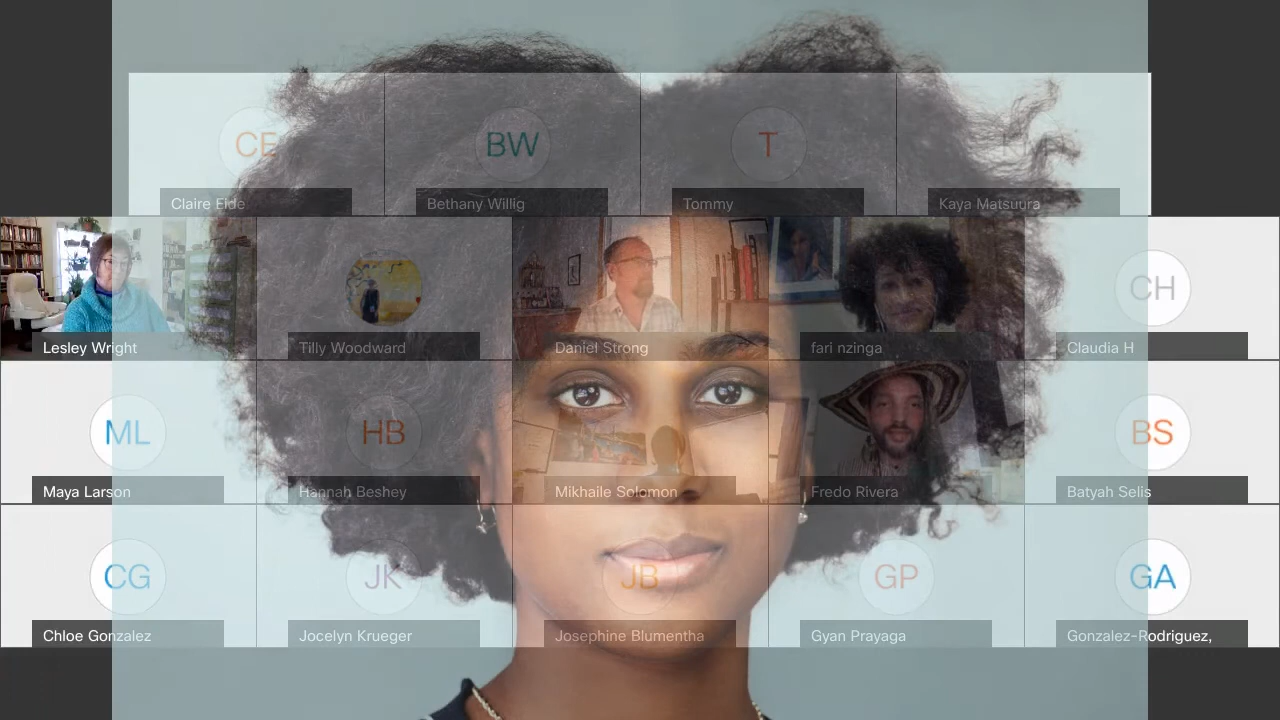 CE
BW
T
Claire Eide
Bethany Willig
Tommy
Kaya Matsuura
CH
Lesley Wright
Tilly Woodward
Daniel Strong
fari nzinga
Claudia H
ML
HB
BS
Maya Larson
Hannah Beshey
Mikhaile Solomon
Fredo Rivera
Batyah Selis
CG
JK
JB
GP
GA
Chloe Gonzalez
Jocelyn Krueger
Josephine Blumentha
Gyan Prayaga
Gonzalez-Rodriguez,